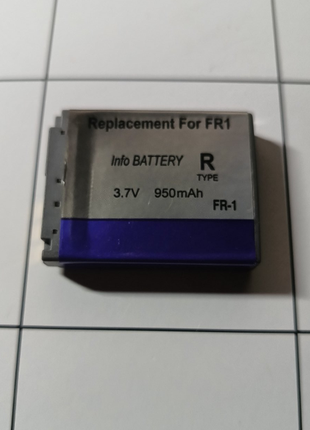 Replacement For FR1
Info BATTERY R
TYPE
3.7V 950mAh
FR-1